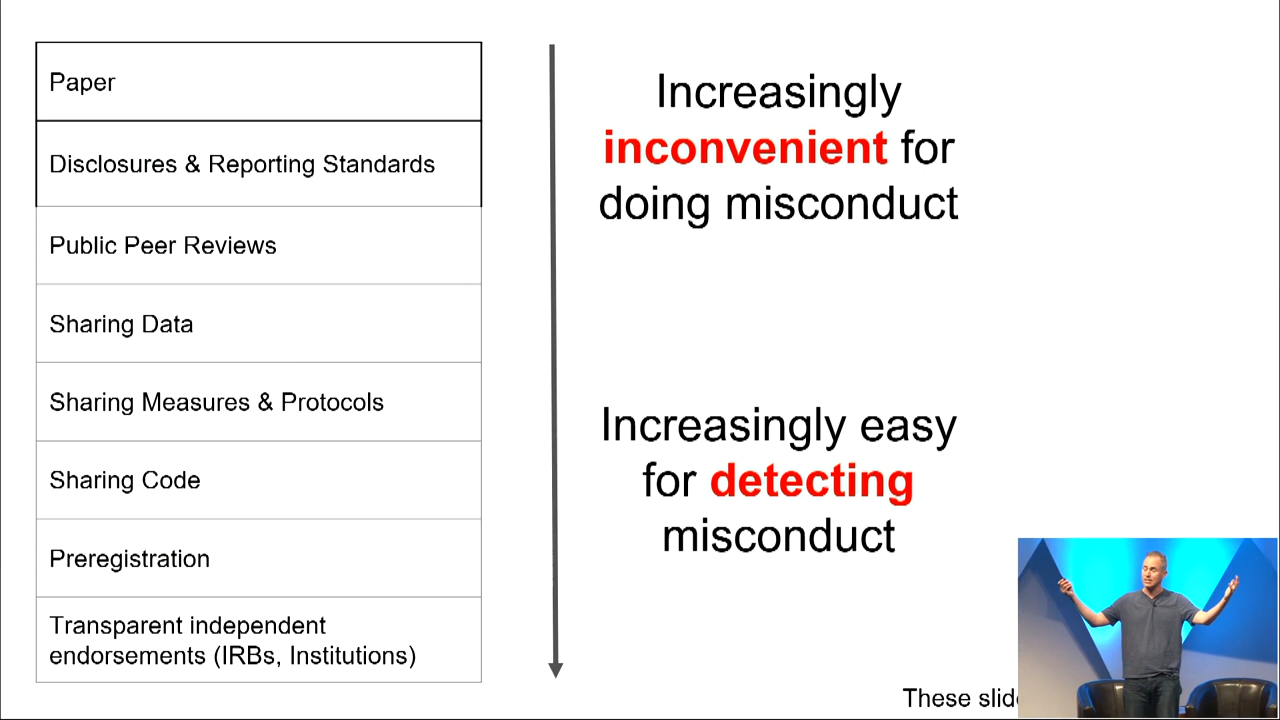 Paper
Disclosures & Reporting Standards
Public Peer Reviews
Sharing Data
Sharing Measures & Protocols
Sharing Code
Preregistration
Transparent independent
endorsements (IRBs, Institutions)
Increasingly
inconvenient for
doing misconduct
Increasingly easy
for detecting
misconduct
These